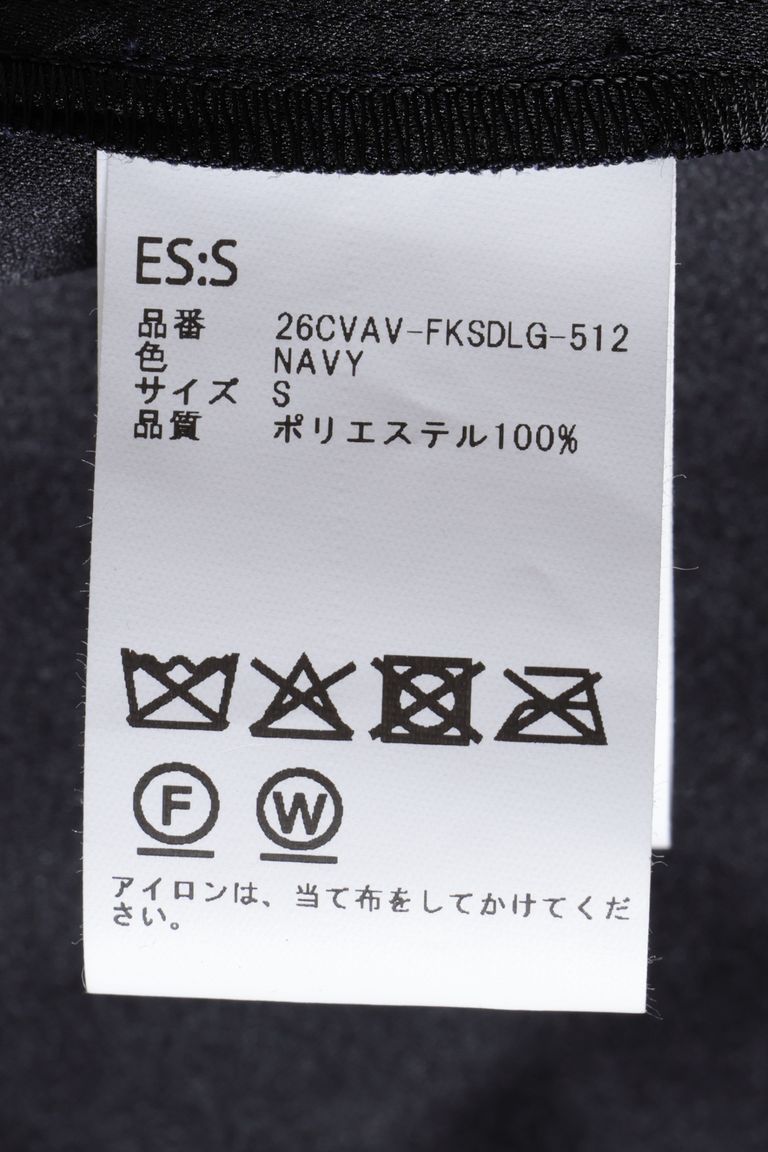 ES:S
品番 26CVAV-FKSDLG-512
色 NAVY
サイズ S
品質 ポリエステル100%
F W
アイロンは、当て布をしてかけてくだ
さい。